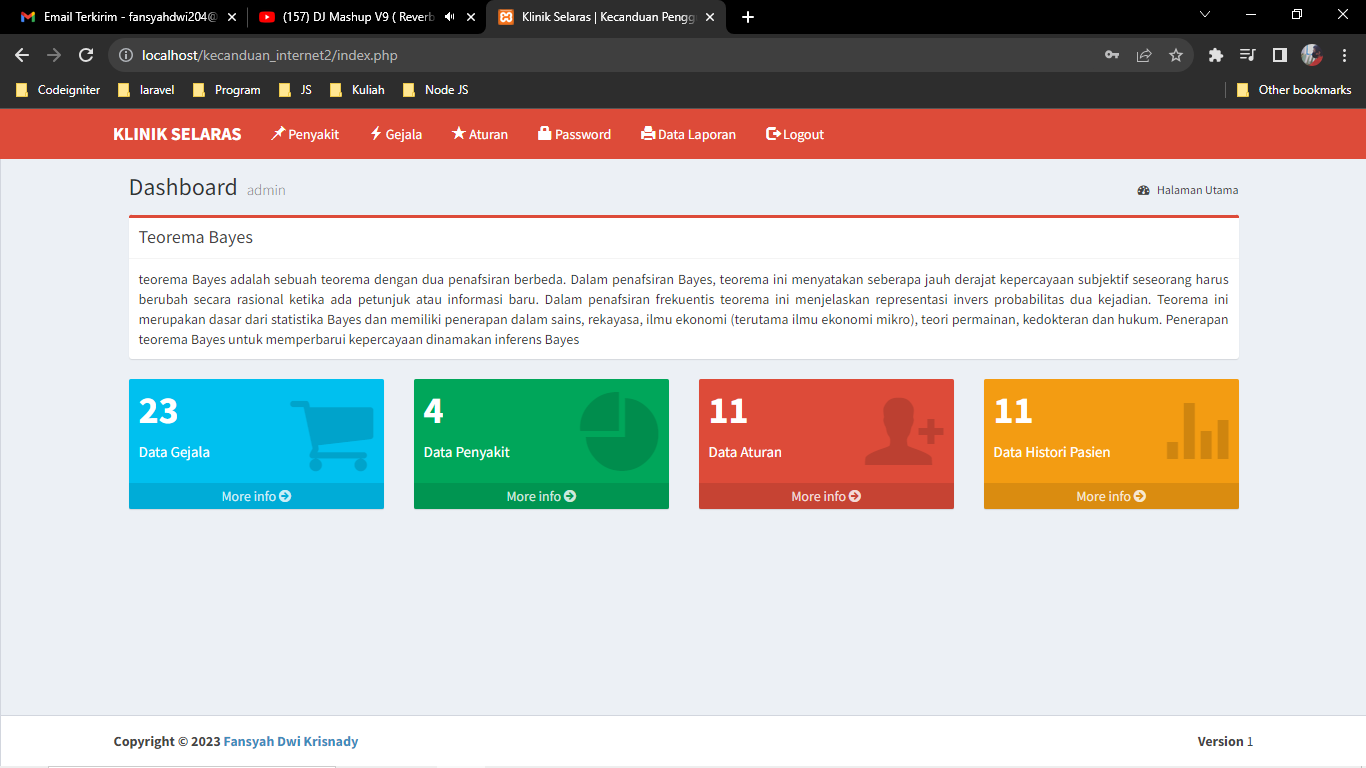 Email Terkirim - fansyahdwi204@
(157) DJ Mashup V9 ( Reverb
Klinik Selaras | Kecanduan Pengg
localhost/kecanduan_internet2/index.php
Codeigniter laravel Program JS Kuliah Node JS Other bookmarks
KLINIK SELARAS Penyakit Gejala Aturan Password Data Laporan Logout
Dashboard admin Halaman Utama
Teorema Bayes
teorema Bayes adalah sebuah teorema dengan dua penafsiran berbeda. Dalam penafsiran Bayes, teorema ini menyatakan seberapa jauh derajat kepercayaan subjektif seseorang harus
berubah secara rasional ketika ada petunjuk atau informasi baru. Dalam penafsiran frekuentis teorema ini menjelaskan representasi invers probabilitas dua kejadian. Teorema ini
merupakan dasar dari statistika Bayes dan memiliki penerapan dalam sains, rekayasa, ilmu ekonomi (terutama ilmu ekonomi mikro), teori permainan, kedokteran dan hukum. Penerapan
teorema Bayes untuk memperbarui kepercayaan dinamakan inferens Bayes
23
Data Gejala
More info
4
Data Penyakit
More info
11
Data Aturan
More info
11
Data Histori Pasien
More info
Copyright © 2023 Fansyah Dwi Krisnady
Version 1